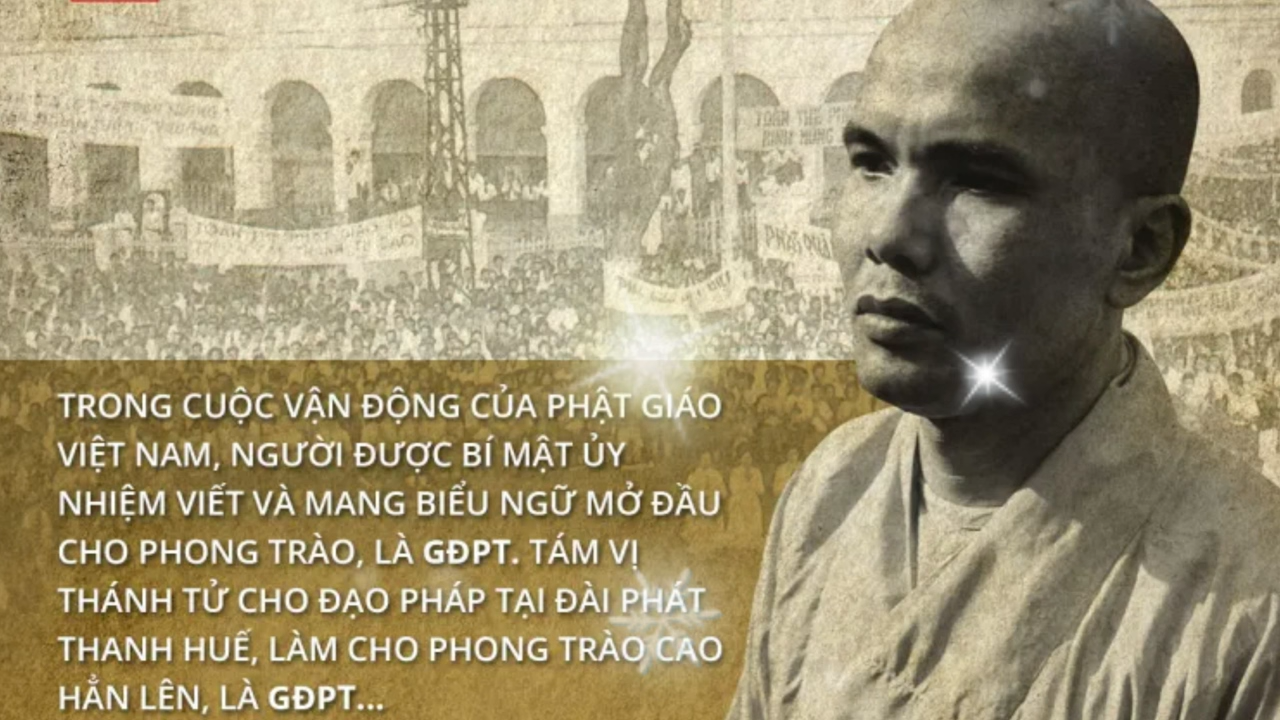 TOÀN THỂ
TRONG CUỘC VẬN ĐỘNG CỦA PHẬT GIÁO
VIỆT NAM, NGƯỜI ĐƯỢC BÍ MẬT ỦY
NHIỆM VIẾT VÀ MANG BIỂU NGỮ MỞ ĐẦU
CHO PHONG TRÀO, LÀ GĐPT. TÁM VỊ
THÁNH TỬ CHO ĐẠO PHÁP TẠI ĐÀI PHÁT
THANH HUẾ, LÀM CHO PHONG TRÀO CAO
HẲN LÊN, LÀ GĐPT...